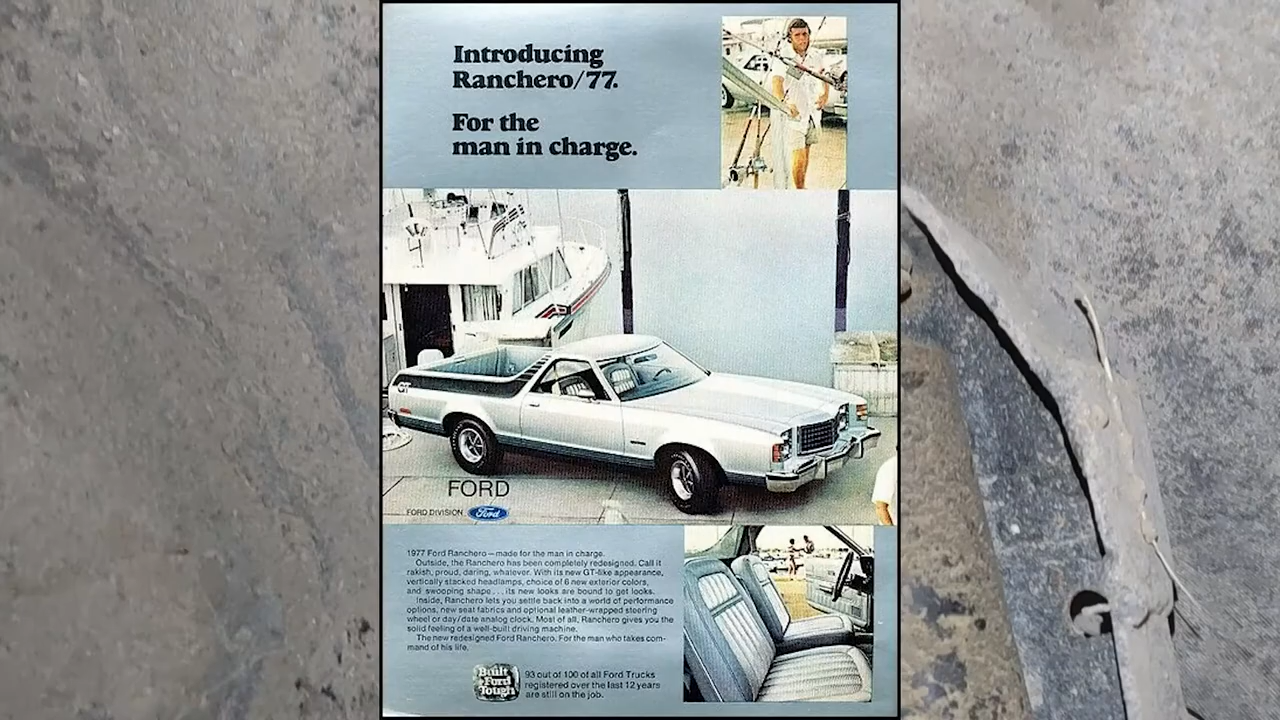 Introducing
Ranchero/77.
For the
man in charge.
GT
FORD
FORD DIVISION Ford
1977 Ford Ranchero—made for the man in charge.
Outside, the Ranchero has been completely redesigned. Call it
rakish, proud, daring, whatever. With its new GT-like appearance,
vertically stacked headlamps, choice of 6 new exterior colors,
and swooping shape...its new looks are bound to get looks.
Inside, Ranchero lets you settle back into a world of performance
options, new seat fabrics and optional leather-wrapped steering
wheel or day/date analog clock. Most of all, Ranchero gives you the
solid feeling of a well-built driving machine.
The new redesigned Ford Ranchero. For the man who takes com-
mand of his life.
Built
Ford
Tough
93 out of 100 of all Ford Trucks
registered over the last 12 years
are still on the job.